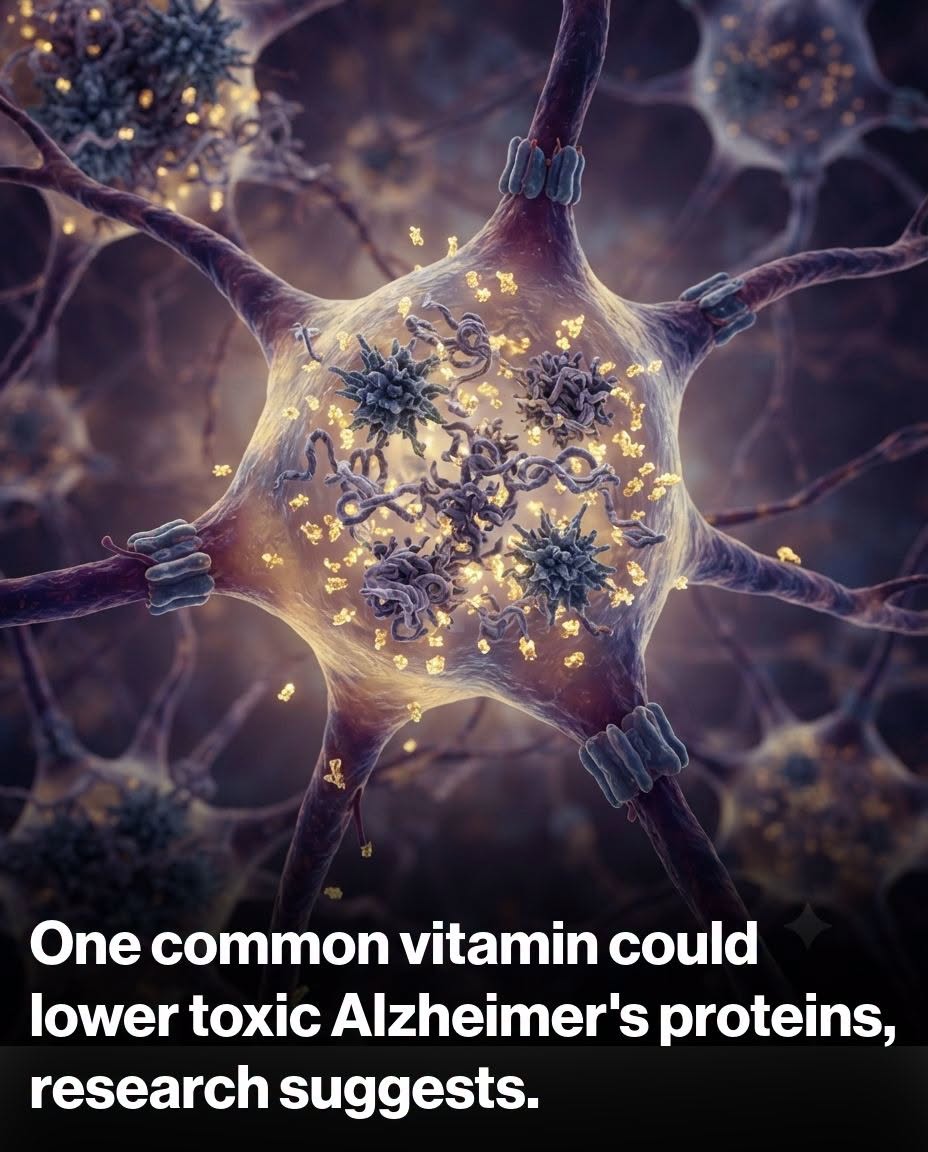 One common vitamin could
lower toxic Alzheimer's proteins,
research suggests.